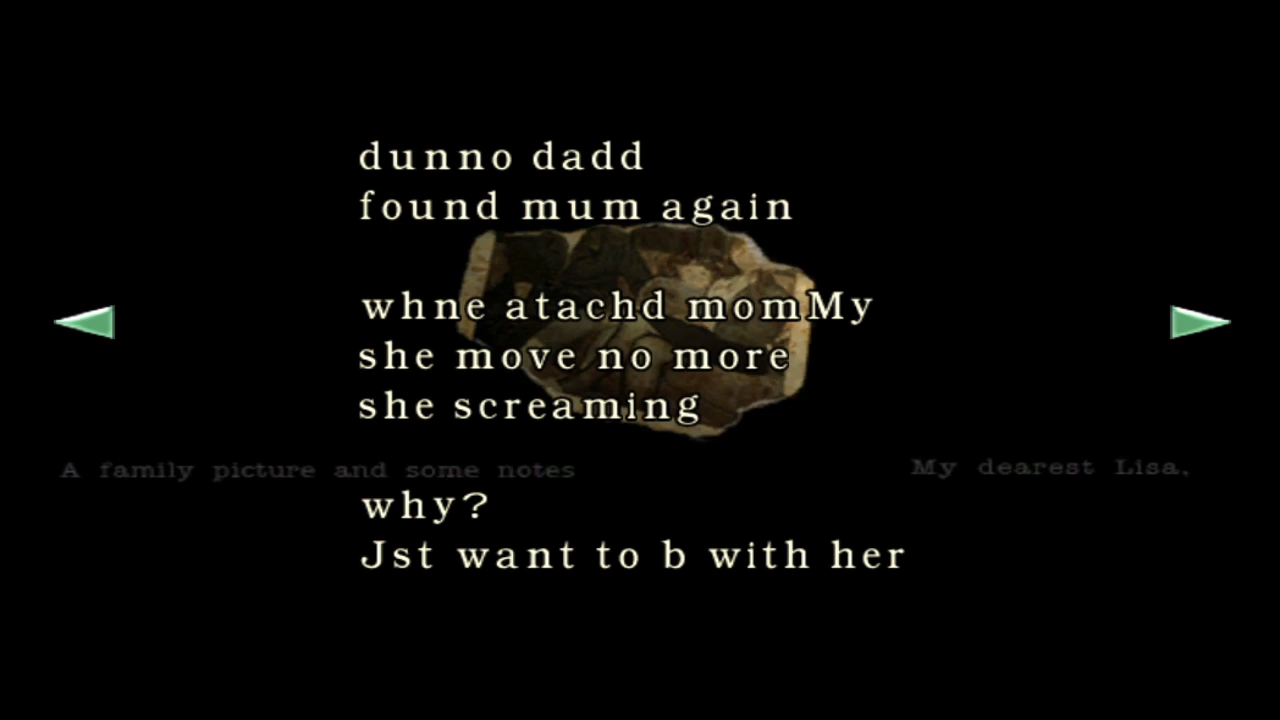 dunno dadd
found mum again
whne atachd momMy
she move no more
she screaming
A family picture and some notes
My dearest Lisa,
why?
Jst want to b with her